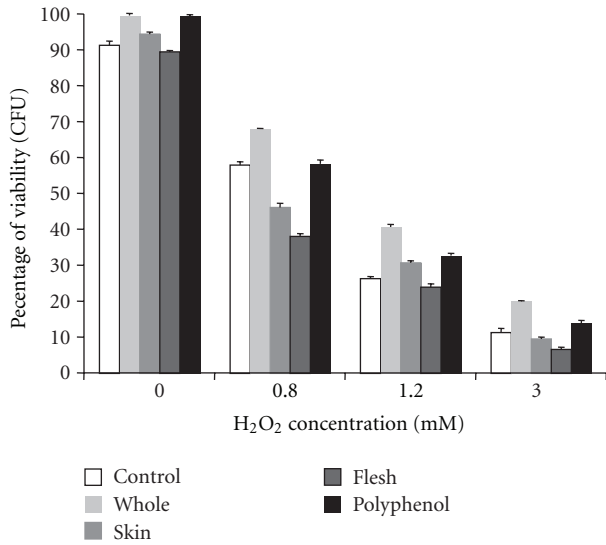 Pecentage of viability (CFU)
100
90
80
70
60
50
40
30
20
10
0
0 0.8 1.2 3
H₂O₂ concentration (mM)
Control
Whole
Skin
Flesh
Polyphenol